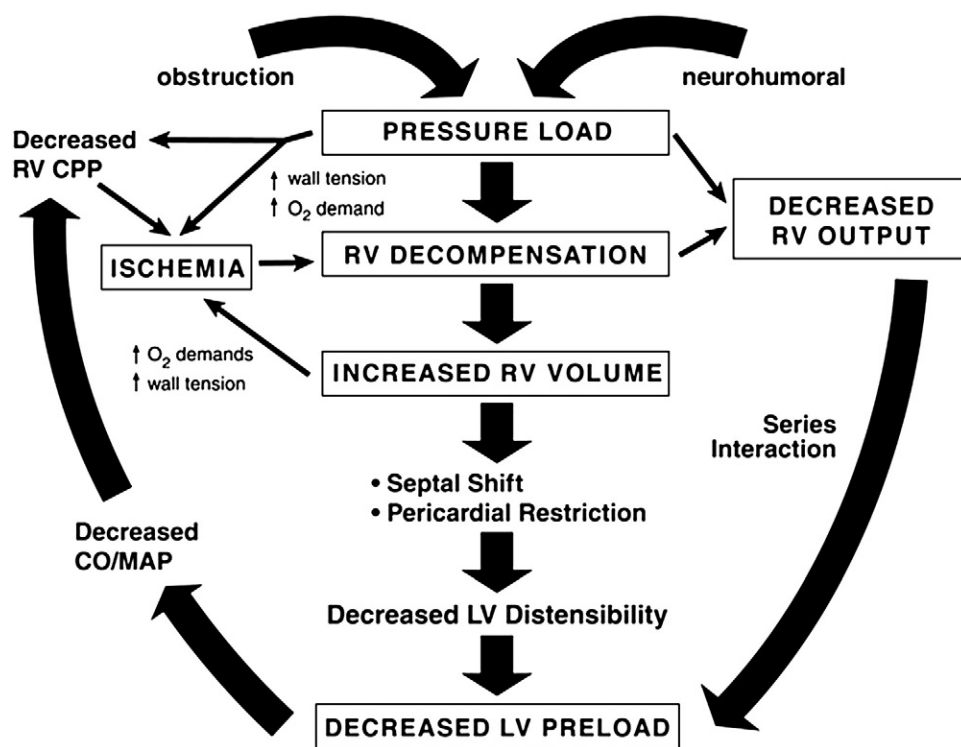 obstruction
neurohumoral
PRESSURE LOAD
Decreased
RV CPP
↑ wall tension
↑ O₂ demand
DECREASED
RV OUTPUT
RV DECOMPENSATION
ISCHEMIA
↑ O₂ demands
↑ wall tension
INCREASED RV VOLUME
Series
Interaction
• Septal Shift
• Pericardial Restriction
Decreased
CO/MAP
Decreased LV Distensibility
DECREASED LV PRELOAD